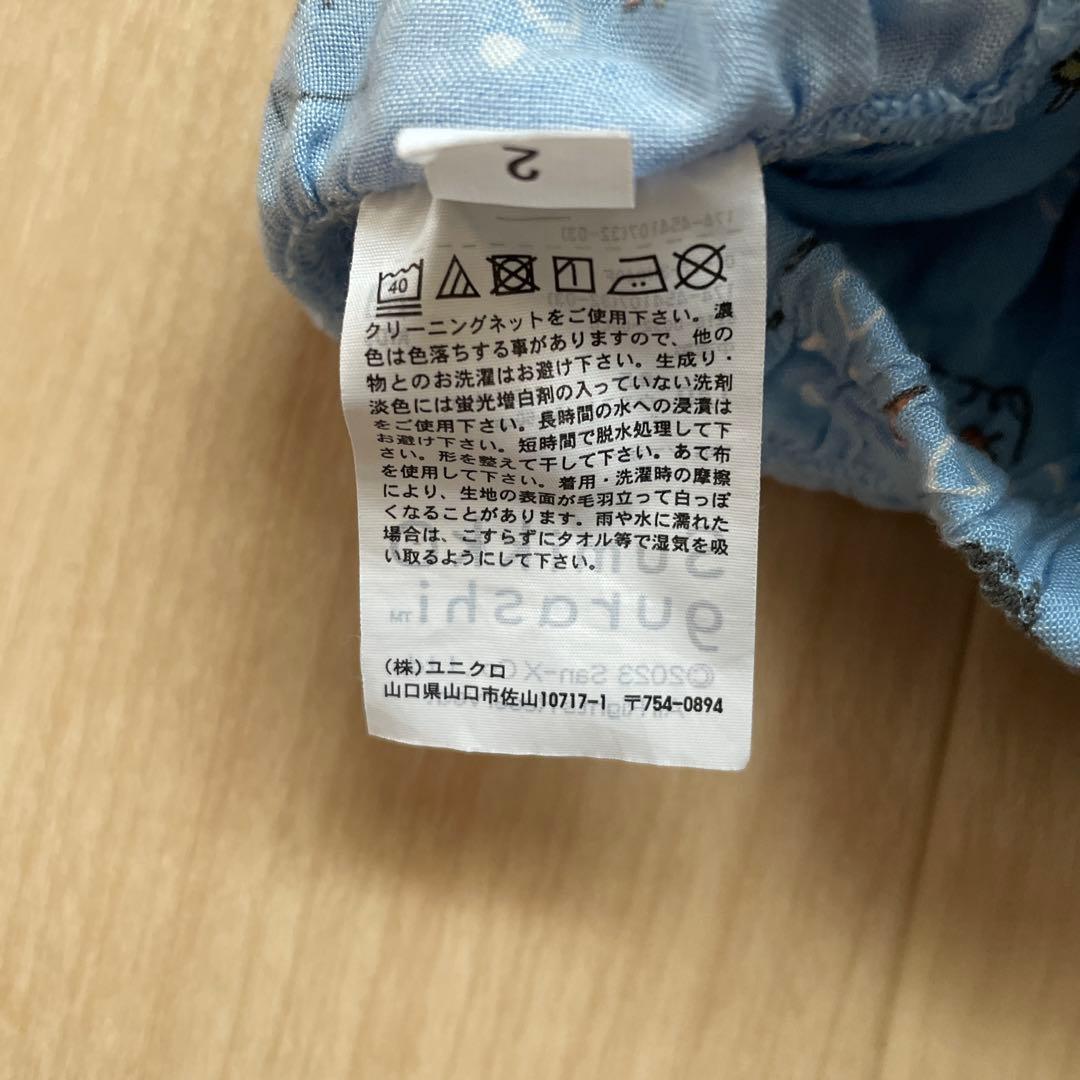 2
174-454107(32-03)
40
クリーニングネットをご使用下さい。濃
色は色落ちする事がありますので、他の
物とのお洗濯はお避け下さい。生成り・
淡色には蛍光増白剤の入っていない洗剤
をご使用下さい。長時間の水への浸漬は
お避け下さい。短時間で脱水処理して下
さい。形を整えて干して下さい。あて布
を使用して下さい。着用・洗濯時の摩擦
により、生地の表面が毛羽立って白っぽ
くなることがあります。雨や水に濡れた
場合は、こすらずにタオル等で湿気を吸
い取るようにして下さい。
gurashi™
©2023 San-X
(株)ユニクロ
山口県山口市佐山10717-1 〒754-0894